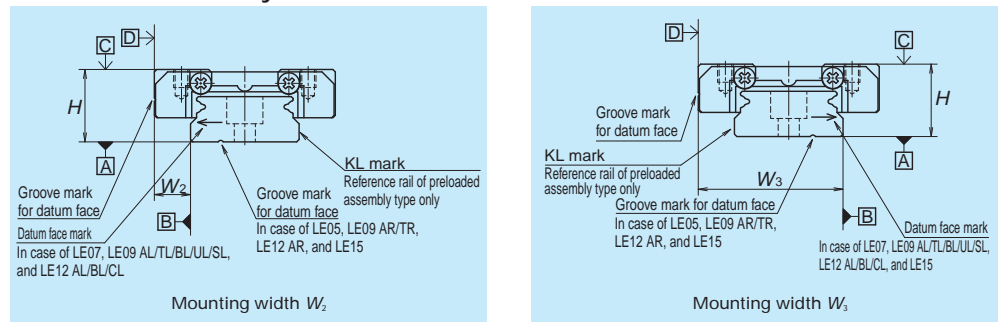 D
C
H
A
KL mark
Reference rail of preloaded
assembly type only
Groove mark
for datum face
W2
Groove mark
for datum face
In case of LE05, LE09 AR/TR,
LE12 AR, and LE15
B
Datum face mark
In case of LE07, LE09 AL/TL/BL/UL/SL,
and LE12 AL/BL/CL
Mounting width W2
D
C
Groove mark
for datum face
H
KL mark
Reference rail of preloaded
assembly type only
A
W3
Groove mark for datum face
In case of LE05, LE09 AR/TR,
LE12 AR, and LE15
B
Datum face mark
In case of LE07, LE09 AL/TL/BL/UL/SL,
LE12 AL/BL/CL, and LE15
Mounting width W3